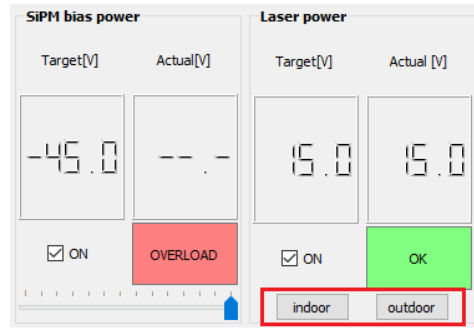 SiPM bias power
Target[V] Actual[V]
-45.0 --.-
ON OVERLOAD
Laser power
Target[V] Actual [V]
15.0 15.0
ON OK
indoor outdoor